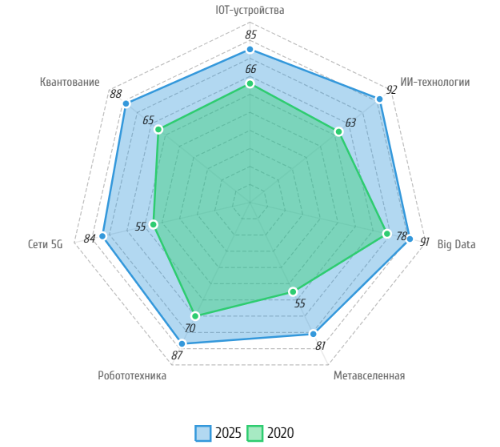 IOT-устройства
85
66
Квантование
88
92
ИИ-технологии
65
63
Сети 5G
84
55
78
91
Big Data
70
55
87
81
Робототехника
Метавселенная
2025 2020